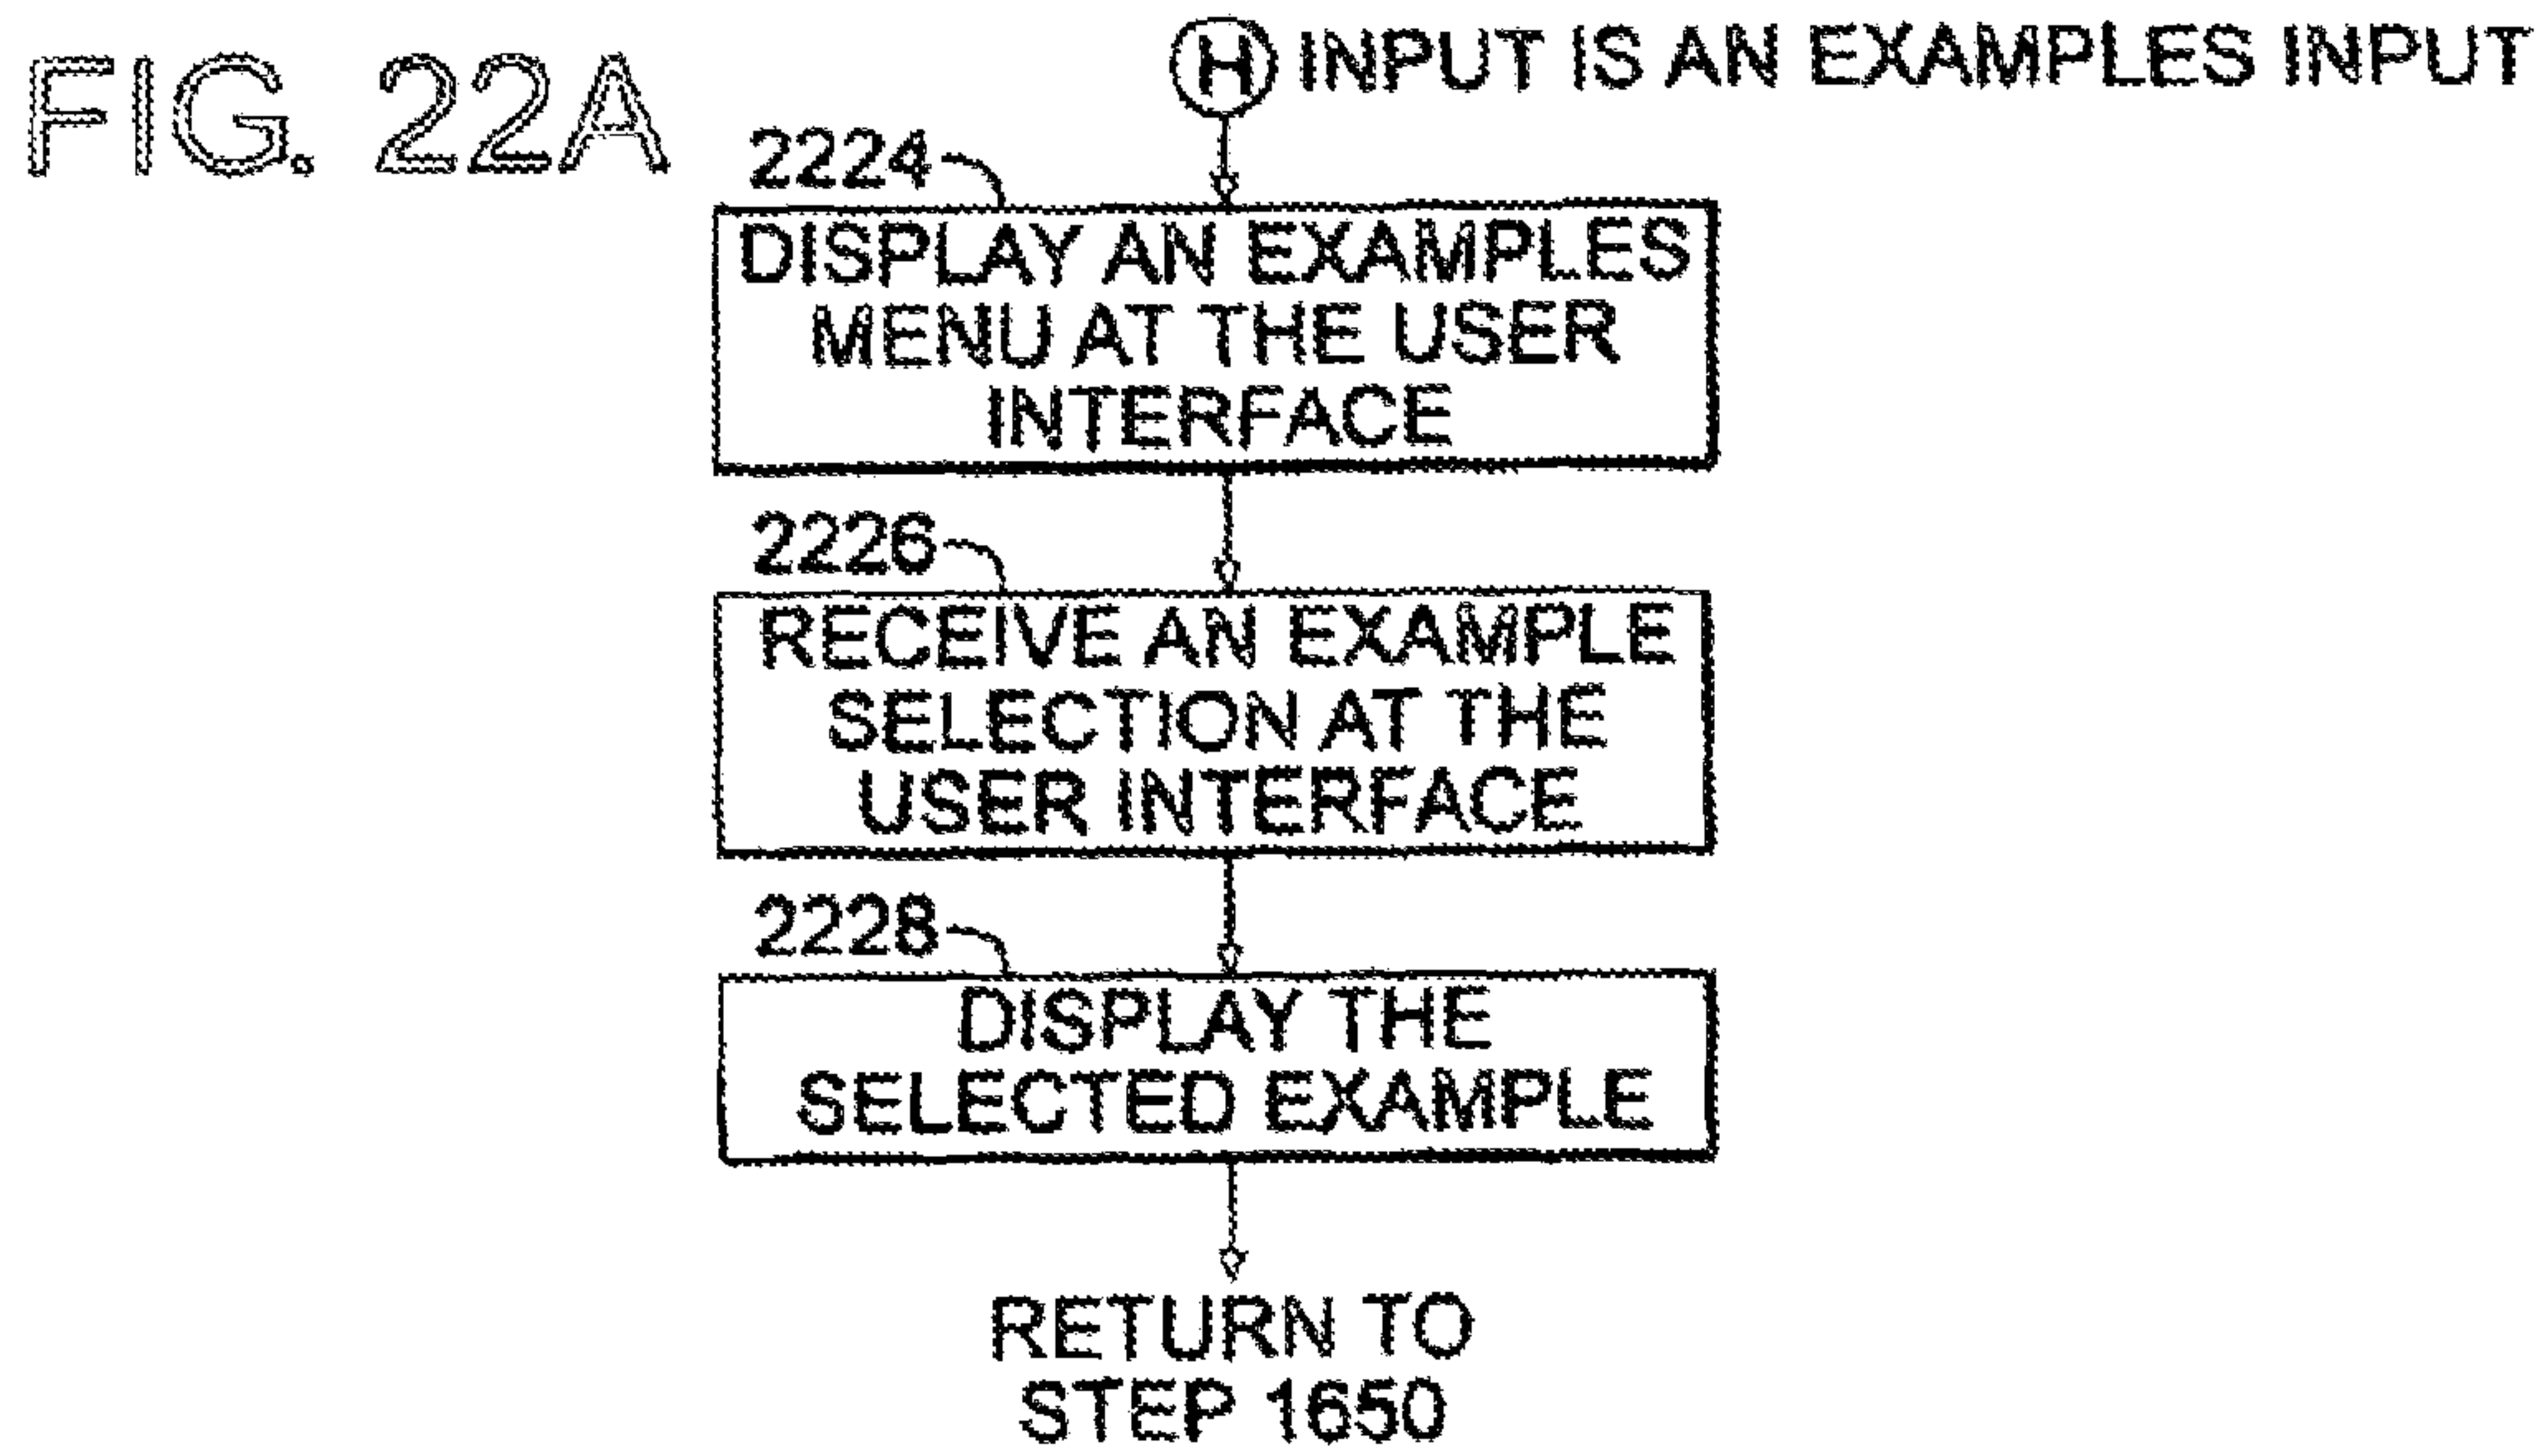 FIG. 22A
H INPUT IS AN EXAMPLES INPUT
2224
DISPLAY AN EXAMPLES
MENU AT THE USER
INTERFACE
2226
RECEIVE AN EXAMPLE
SELECTION AT THE
USER INTERFACE
2228
DISPLAY THE
SELECTED EXAMPLE
RETURN TO
STEP 1650